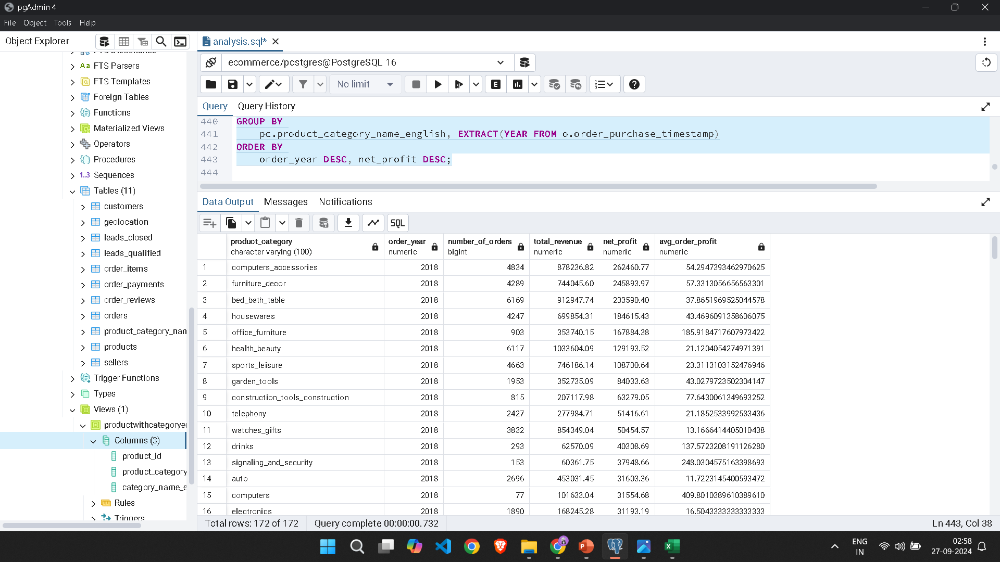 pgAdmin 4
File Object Tools Help
Object Explorer
analysis.sql*
FTS Parsers
FTS Templates
Foreign Tables
Functions
Materialized Views
Operators
Procedures
1..3 Sequences
Tables (11)
customers
geolocation
leads_closed
leads_qualified
order_items
order_payments
order_reviews
orders
product_category_nam
products
sellers
Trigger Functions
Types
Views (1)
productwithcategoryen
Columns (3)
product_id
product_category
category_name_e
Rules
Triggers
ecommerce/postgres@PostgreSQL 16
No limit
Query Query History
440 GROUP BY
441 pc.product_category_name_english, EXTRACT(YEAR FROM o.order_purchase_timestamp)
442 ORDER BY
443 order_year DESC, net_profit DESC;
444
Data Output Messages Notifications
SQL
product_category order_year number_of_orders total_revenue net_profit avg_order_profit
character varying (100) numeric bigint numeric numeric numeric
1 computers_accessories 2018 4834 878236.82 262460.77 54.2947393462970625
2 furniture_decor 2018 4289 744045.60 245893.97 57.3313056656563301
3 bed_bath_table 2018 6169 912947.74 233590.40 37.8651969525044578
4 housewares 2018 4247 699854.31 184615.43 43.4696091358606075
5 office_furniture 2018 903 353740.15 167884.38 185.9184717607973422
6 health_beauty 2018 6117 1033604.09 129193.52 21.1204054274971391
7 sports_leisure 2018 4663 746186.14 108700.64 23.3113103152476946
8 garden_tools 2018 1953 352735.09 84033.63 43.0279723502304147
9 construction_tools_construction 2018 815 207117.98 63279.05 77.6430061349693252
10 telephony 2018 2427 277984.71 51416.61 21.1852533992583436
11 watches_gifts 2018 3832 854349.04 50454.57 13.1666414405010438
12 drinks 2018 293 62570.09 40308.69 137.5723208191126280
13 signaling_and_security 2018 153 60361.75 37948.66 248.0304575163398693
14 auto 2018 2696 453031.45 31603.36 11.7223145400593472
15 computers 2018 77 101633.04 31554.68 409.8010389610389610
16 electronics 2018 1890 168245.28 31193.19 16.5043333333333333
Total rows: 172 of 172 Query complete 00:00:00.732 Ln 443, Col 38
ENG
IN
02:58
27-09-2024